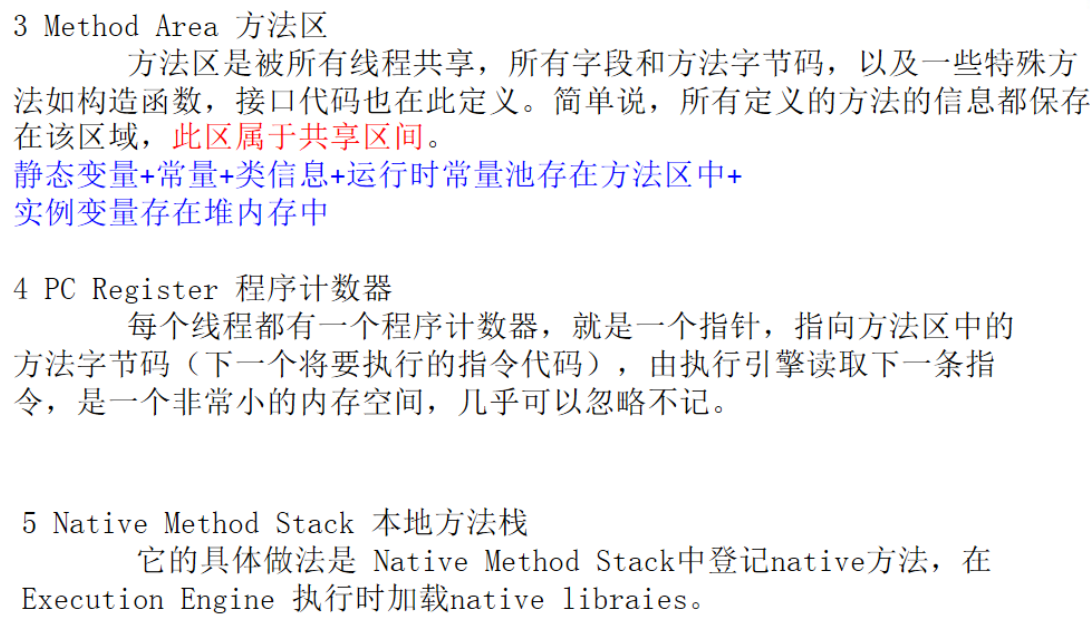 3 Method Area 方法区
方法区是被所有线程共享，所有字段和方法字节码，以及一些特殊方
法如构造函数，接口代码也在此定义。简单说，所有定义的方法的信息都保存
在该区域，此区属于共享区间。
静态变量+常量+类信息+运行时常量池存在方法区中+
实例变量存在堆内存中
4 PC Register 程序计数器
每个线程都有一个程序计数器，就是一个指针，指向方法区中的
方法字节码（下一个将要执行的指令代码），由执行引擎读取下一条指
令，是一个非常小的内存空间，几乎可以忽略不记。
5 Native Method Stack 本地方法栈
它的具体做法是 Native Method Stack中登记native方法，在
Execution Engine 执行时加载native libraies。